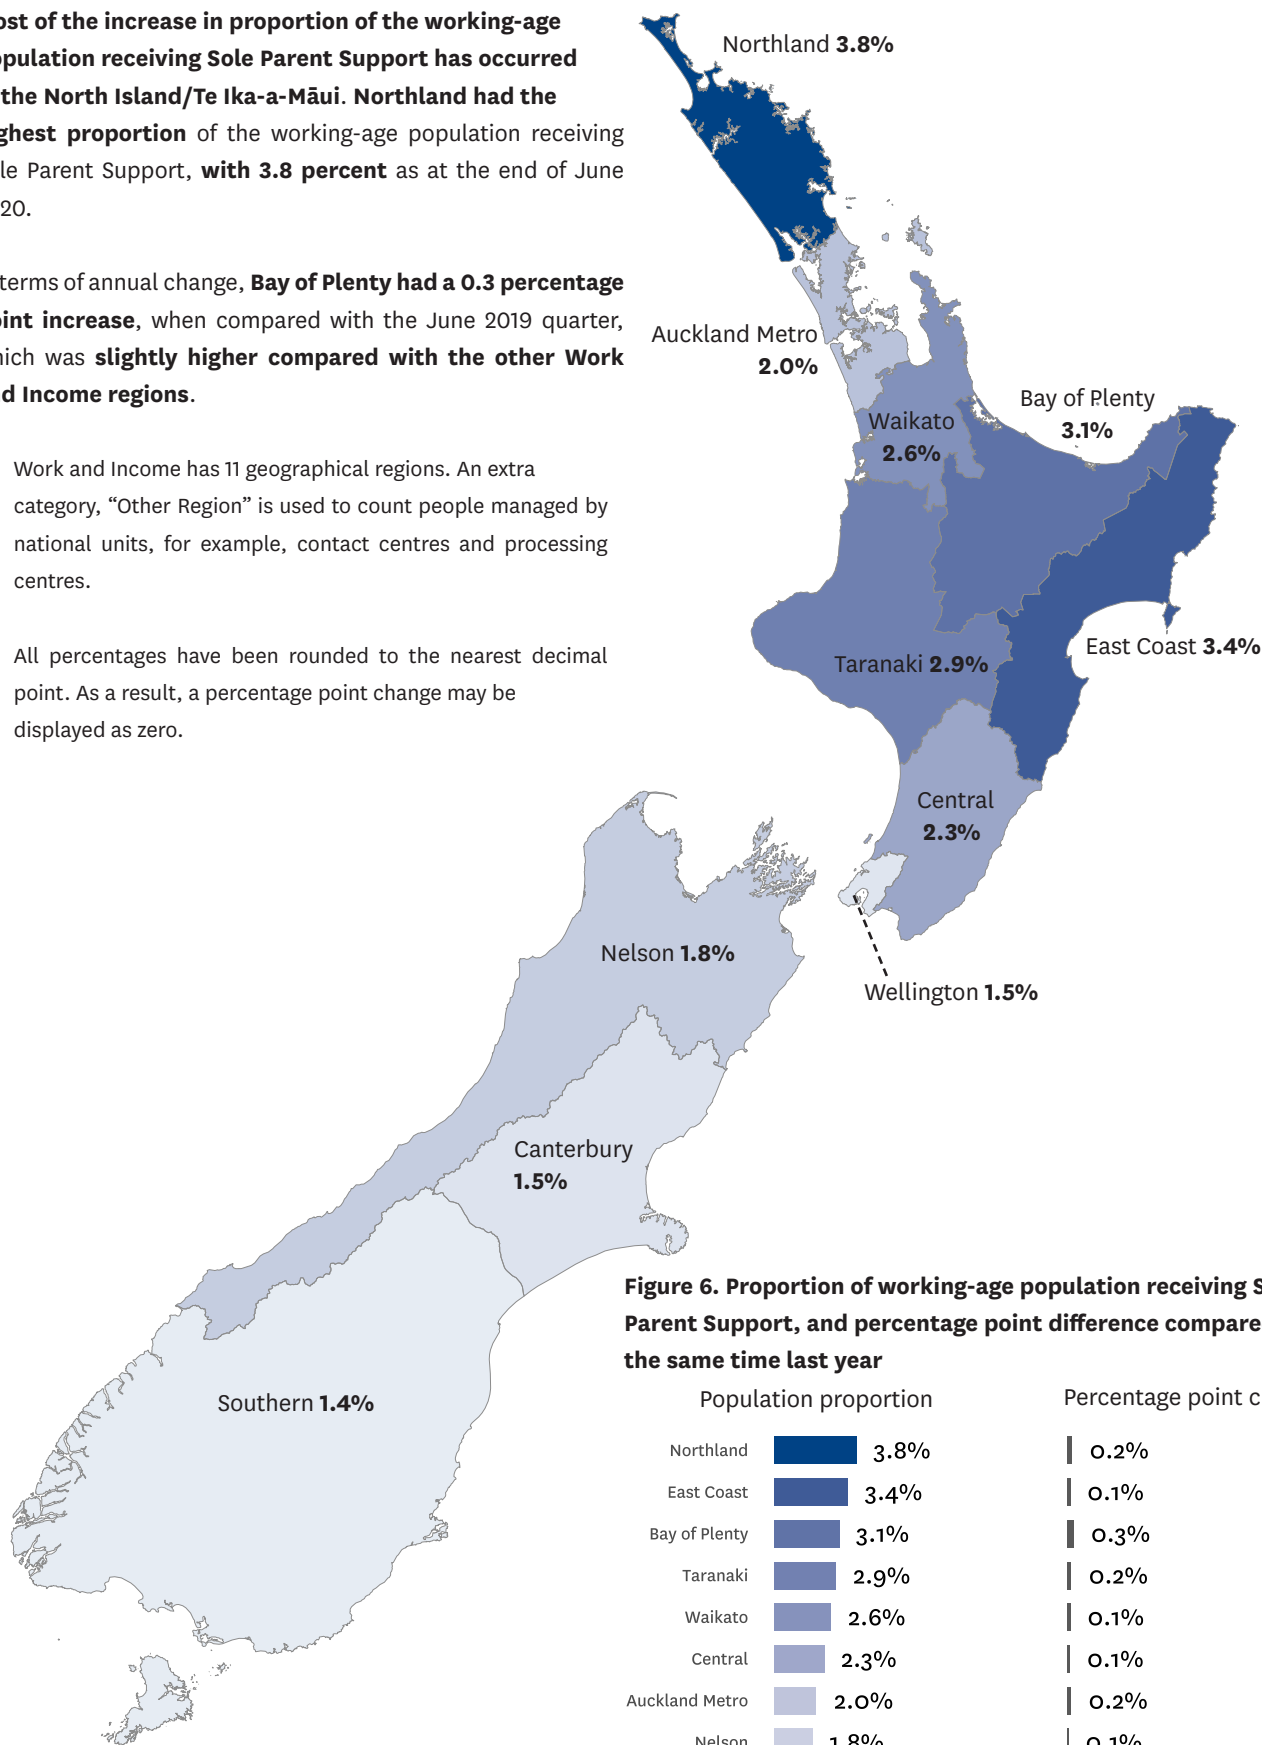 ost of the increase in proportion of the working-age
opulation receiving Sole Parent Support has occurred
the North Island/Te Ika-a-Māui. Northland had the
ghest proportion of the working-age population receiving
le Parent Support, with 3.8 percent as at the end of June
20.
terms of annual change, Bay of Plenty had a 0.3 percentage
oint increase, when compared with the June 2019 quarter,
hich was slightly higher compared with the other Work
d Income regions.
Work and Income has 11 geographical regions. An extra
category, “Other Region” is used to count people managed by
national units, for example, contact centres and processing
centres.
All percentages have been rounded to the nearest decimal
point. As a result, a percentage point change may be
displayed as zero.
Northland 3.8%
Auckland Metro
2.0%
Waikato
2.6%
Bay of Plenty
3.1%
East Coast 3.4%
Taranaki 2.9%
Central
2.3%
Wellington 1.5%
Nelson 1.8%
Canterbury
1.5%
Southern 1.4%
Figure 6. Proportion of working-age population receiving S
Parent Support, and percentage point difference compare
the same time last year
Population proportion Percentage point c
Northland 3.8% 0.2%
East Coast 3.4% 0.1%
Bay of Plenty 3.1% 0.3%
Taranaki 2.9% 0.2%
Waikato 2.6% 0.1%
Central 2.3% 0.1%
Auckland Metro 2.0% 0.2%
Nelson 1.8% 0.1%